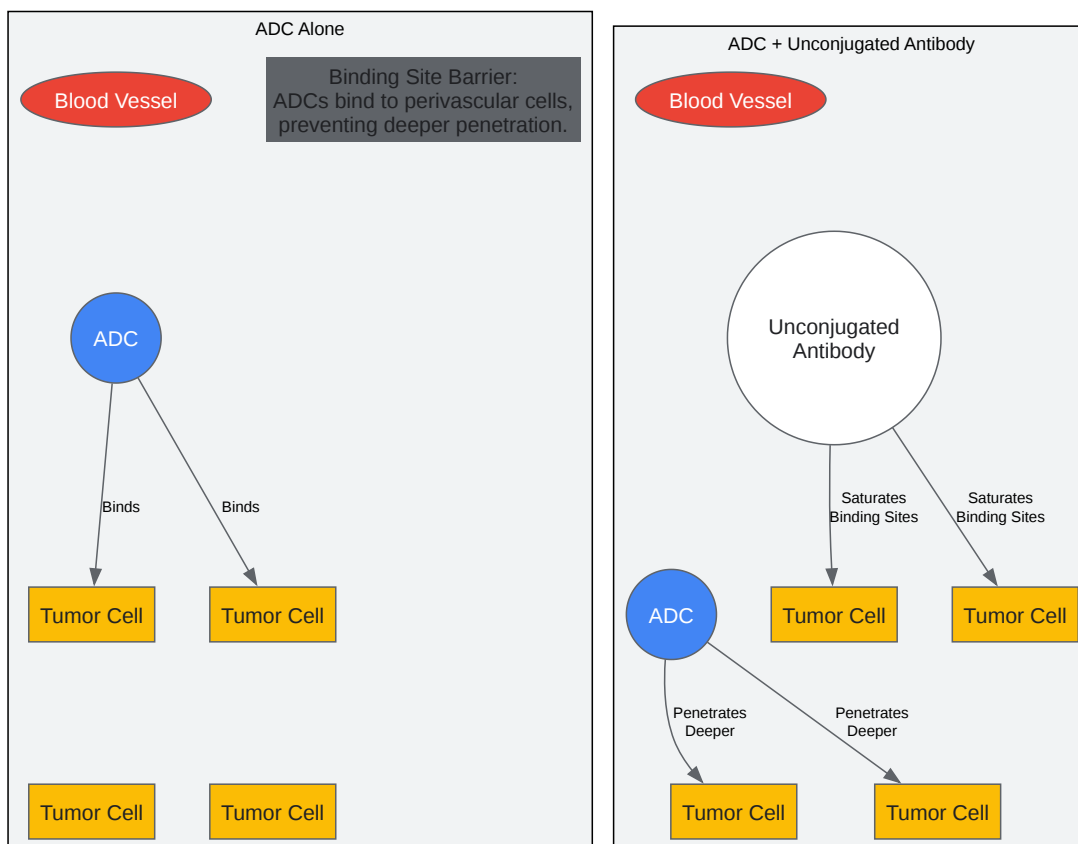 ADC Alone
Blood Vessel
Binding Site Barrier:
ADCs bind to perivascular cells,
preventing deeper penetration.
ADC
Binds
Binds
Tumor Cell
Tumor Cell
Tumor Cell
Tumor Cell
ADC + Unconjugated Antibody
Blood Vessel
Unconjugated
Antibody
Saturates
Binding Sites
Saturates
Binding Sites
ADC
Tumor Cell
Tumor Cell
Penetrates
Deeper
Penetrates
Deeper
Tumor Cell
Tumor Cell